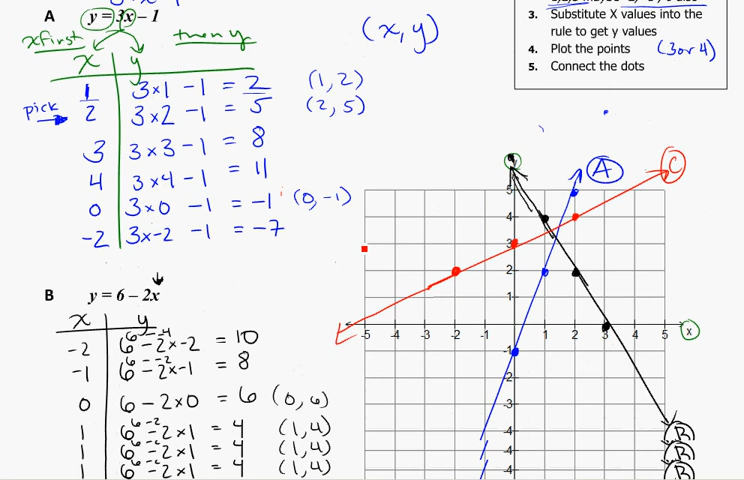 A y = 3x – 1
x first then y
(x, y)
3. Substitute X values into the
rule to get y values
4. Plot the points (3 or 4)
5. Connect the dots
x y
1 3×1 -1 = 2 (1, 2)
pick 2 3×2 -1 = 5 (2, 5)
3 3×3 -1 = 8
4 3×4 -1 = 11
0 3×0 -1 = -1 (0, -1)
-2 3×-2 -1 = -7
B y = 6 – 2x
x y
-2 6 - 2×-2 = 10
-1 6 - 2×-1 = 8
0 6 - 2×0 = 6 (0, 6)
1 6 - 2×1 = 4 (1, 4)
1 6 - 2×1 = 4 (1, 4)
1 6 - 2×1 = 4 (1, 4)
y A C
5
4
3
2
1
-5 -4 -3 -2 -1 1 2 3 4 5 x
-1
-2
-3
-4 B
-4 B
-4 B